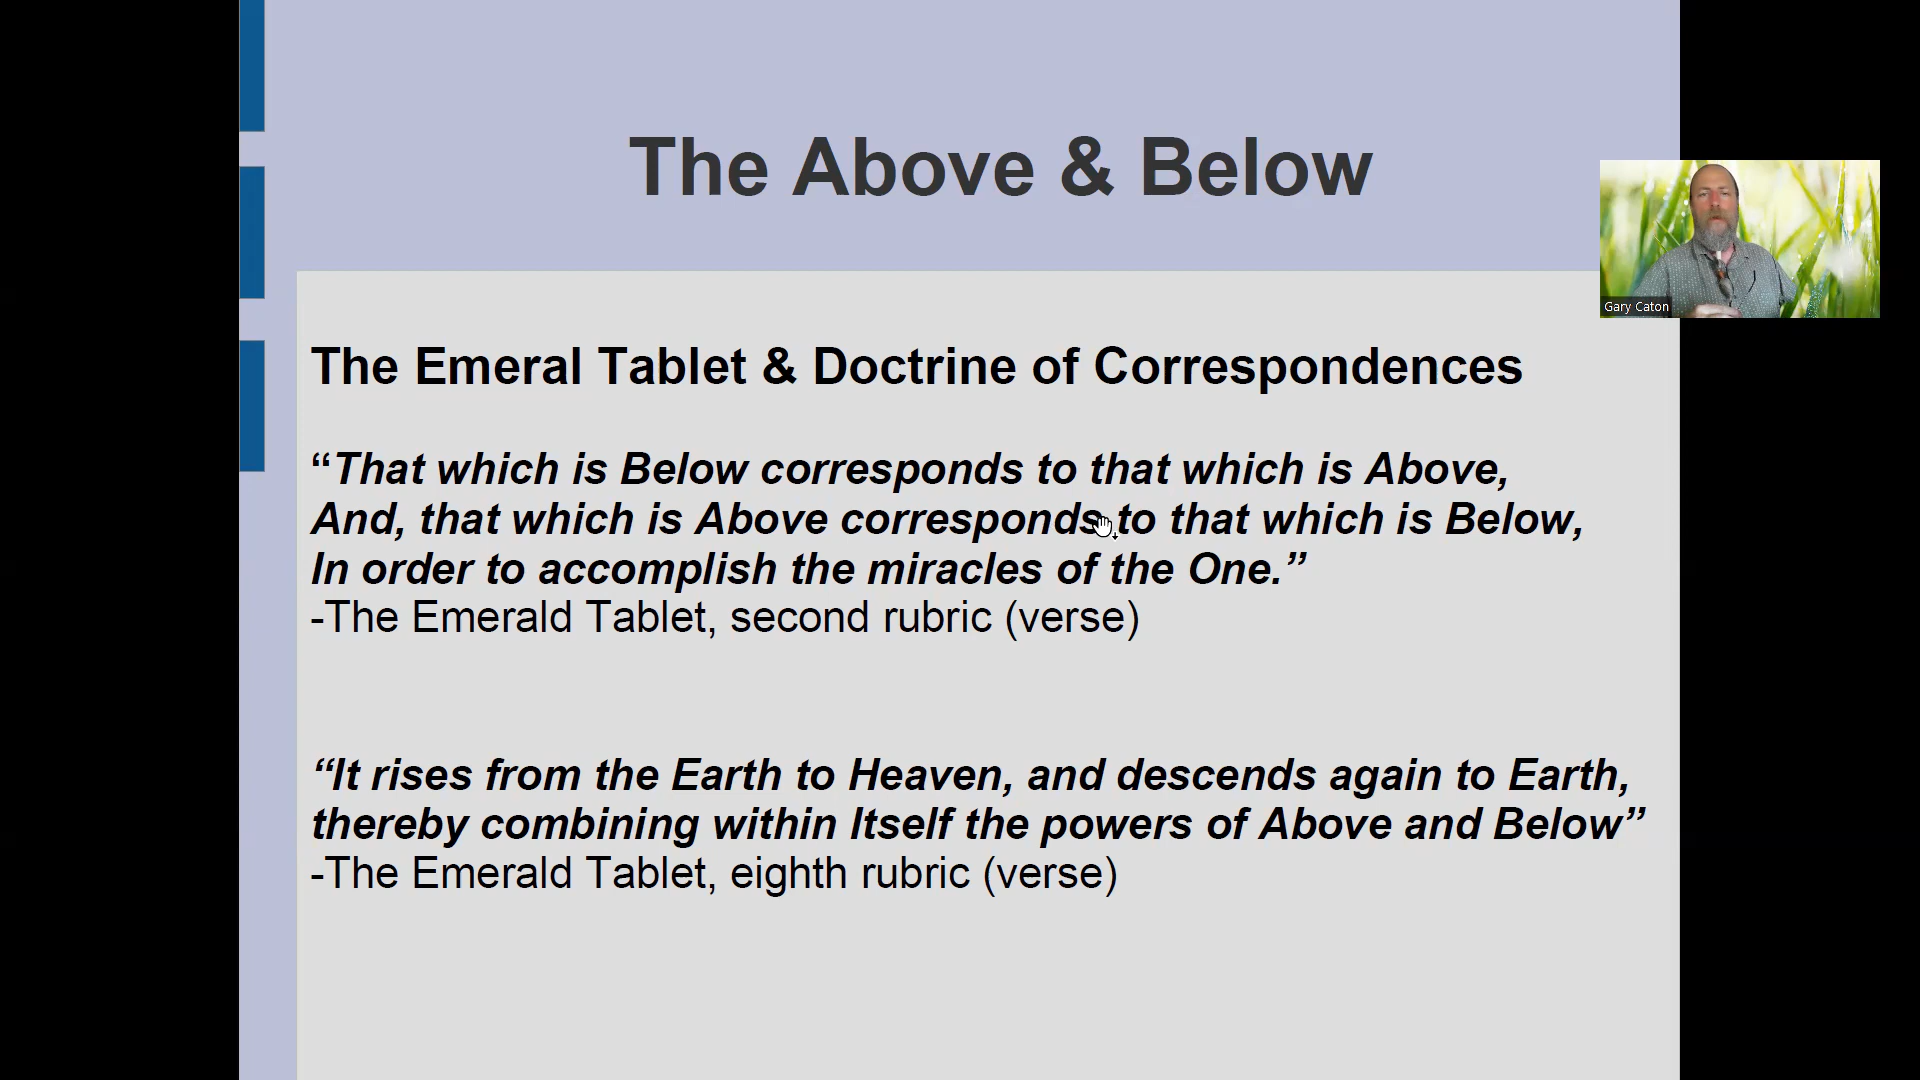 The Above & Below
Gary Caton
The Emeral Tablet & Doctrine of Correspondences
“That which is Below corresponds to that which is Above,
And, that which is Above corresponds to that which is Below,
In order to accomplish the miracles of the One.”
-The Emerald Tablet, second rubric (verse)
“It rises from the Earth to Heaven, and descends again to Earth,
thereby combining within Itself the powers of Above and Below”
-The Emerald Tablet, eighth rubric (verse)